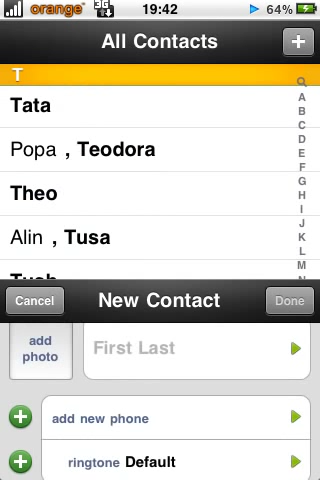 orange 3G 19:42 64%
All Contacts +
T
Tata
Popa , Teodora
Theo
Alin , Tusa
A
B
C
D
E
F
G
H
I
J
K
L
M
Cancel New Contact Done
add
photo
First Last
add new phone
ringtone Default